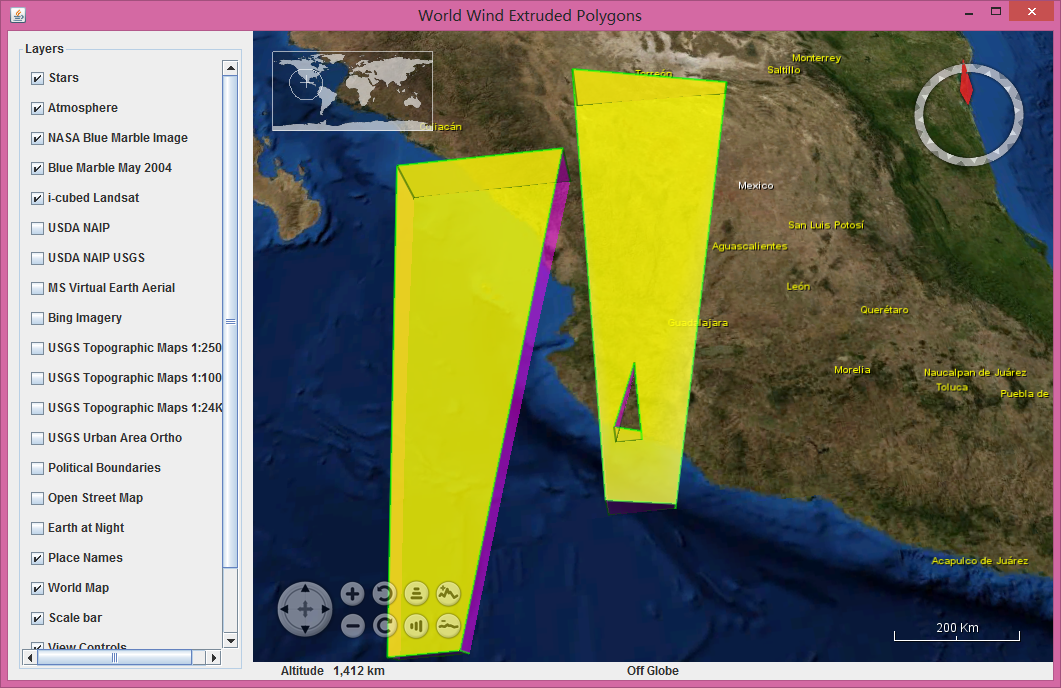 World Wind Extruded Polygons
Layers
Stars
Atmosphere
NASA Blue Marble Image
Blue Marble May 2004
i-cubed Landsat
USDA NAIP
USDA NAIP USGS
MS Virtual Earth Aerial
Bing Imagery
USGS Topographic Maps 1:250
USGS Topographic Maps 1:100
USGS Topographic Maps 1:24K
USGS Urban Area Ortho
Political Boundaries
Open Street Map
Earth at Night
Place Names
World Map
Scale bar
View Controls
Monterrey
Saltillo
Torreón
Mexico
San Luis Potosí
Aguascalientes
León
Querétaro
Guadalajara
Morelia
Naucalpan de Juárez
Toluca
Puebla de
Acapulco de Juárez
200 Km
Altitude 1,412 km
Off Globe